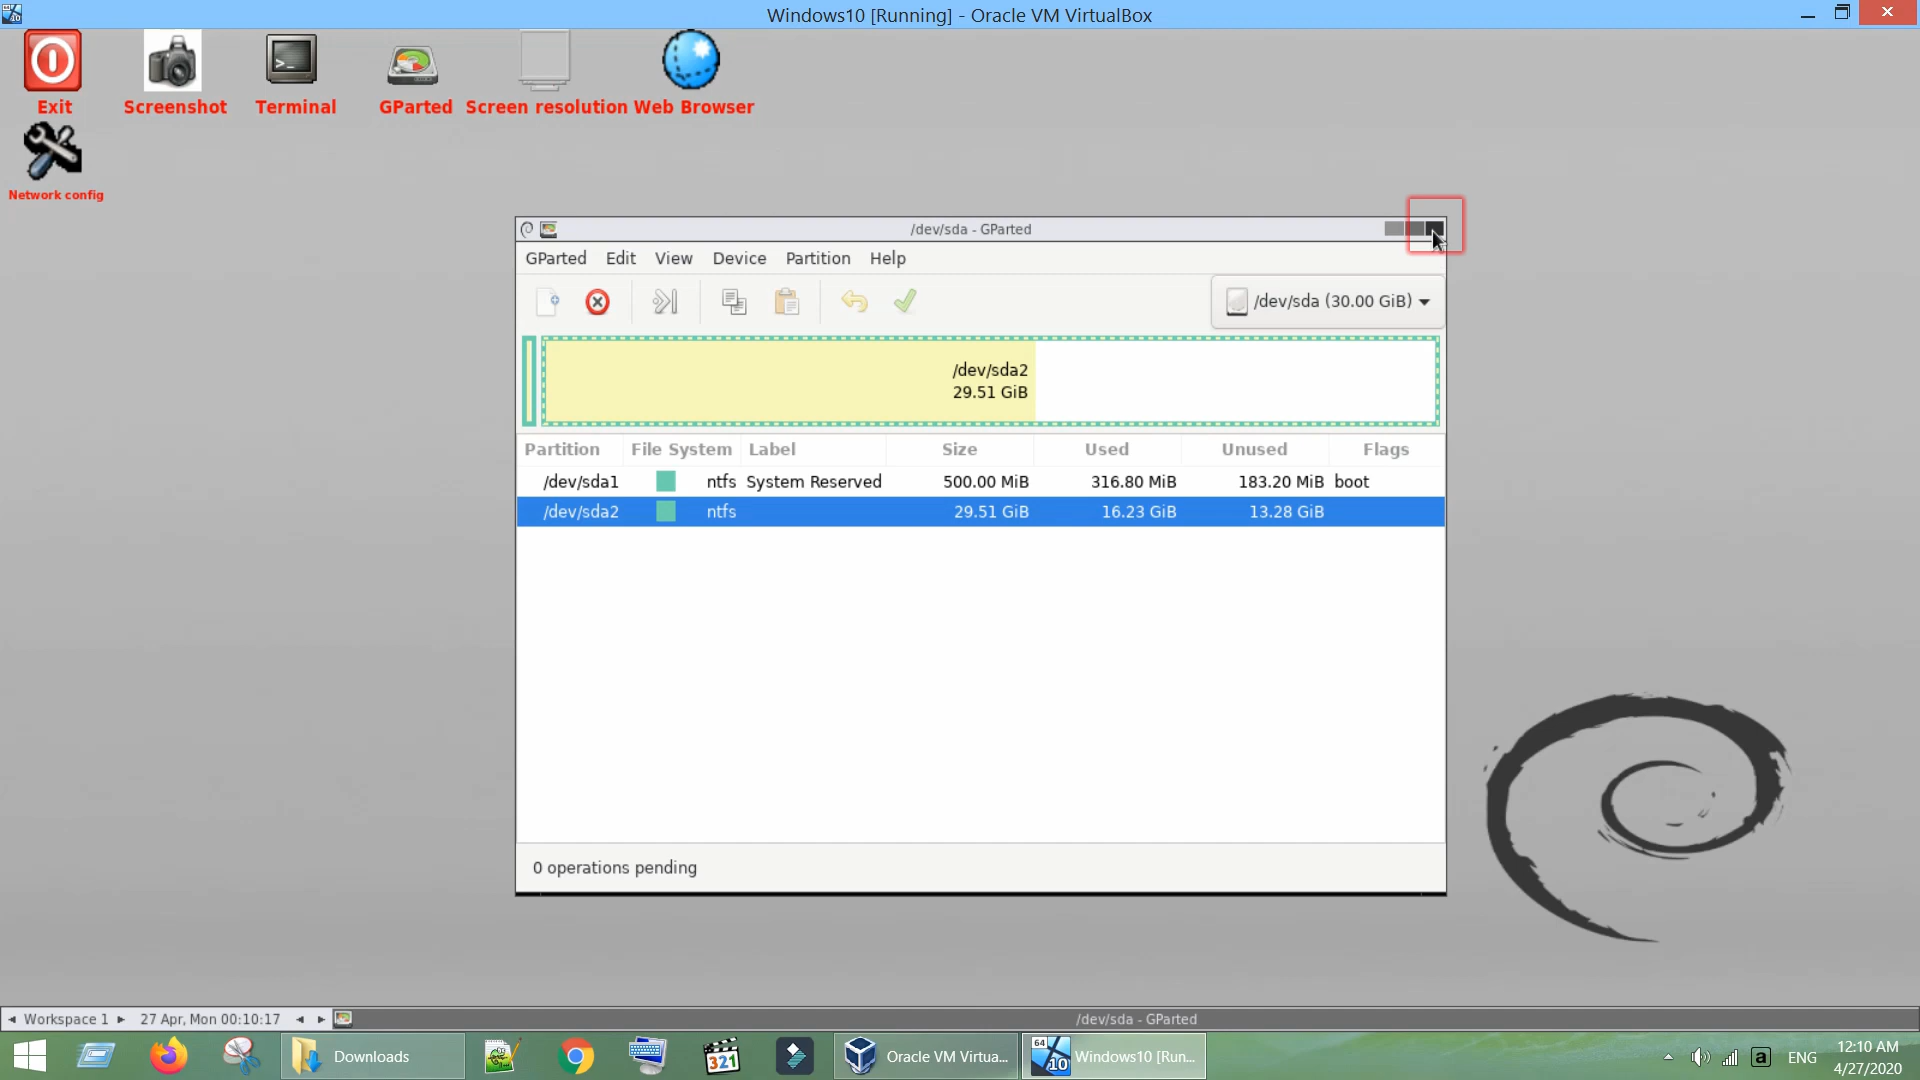 Windows10 [Running] - Oracle VM VirtualBox
Exit
Screenshot
Terminal
GParted
Screen resolution
Web Browser
Network config
/dev/sda - GParted
GParted Edit View Device Partition Help
/dev/sda (30.00 GiB)
/dev/sda2
29.51 GiB
Partition File System Label Size Used Unused Flags
/dev/sda1 ntfs System Reserved 500.00 MiB 316.80 MiB 183.20 MiB boot
/dev/sda2 ntfs 29.51 GiB 16.23 GiB 13.28 GiB
0 operations pending
Workspace 1 27 Apr, Mon 00:10:17 /dev/sda - GParted
Downloads 321 Oracle VM Virtua... 64 10 Windows10 [Run... a ENG 12:10 AM
4/27/2020